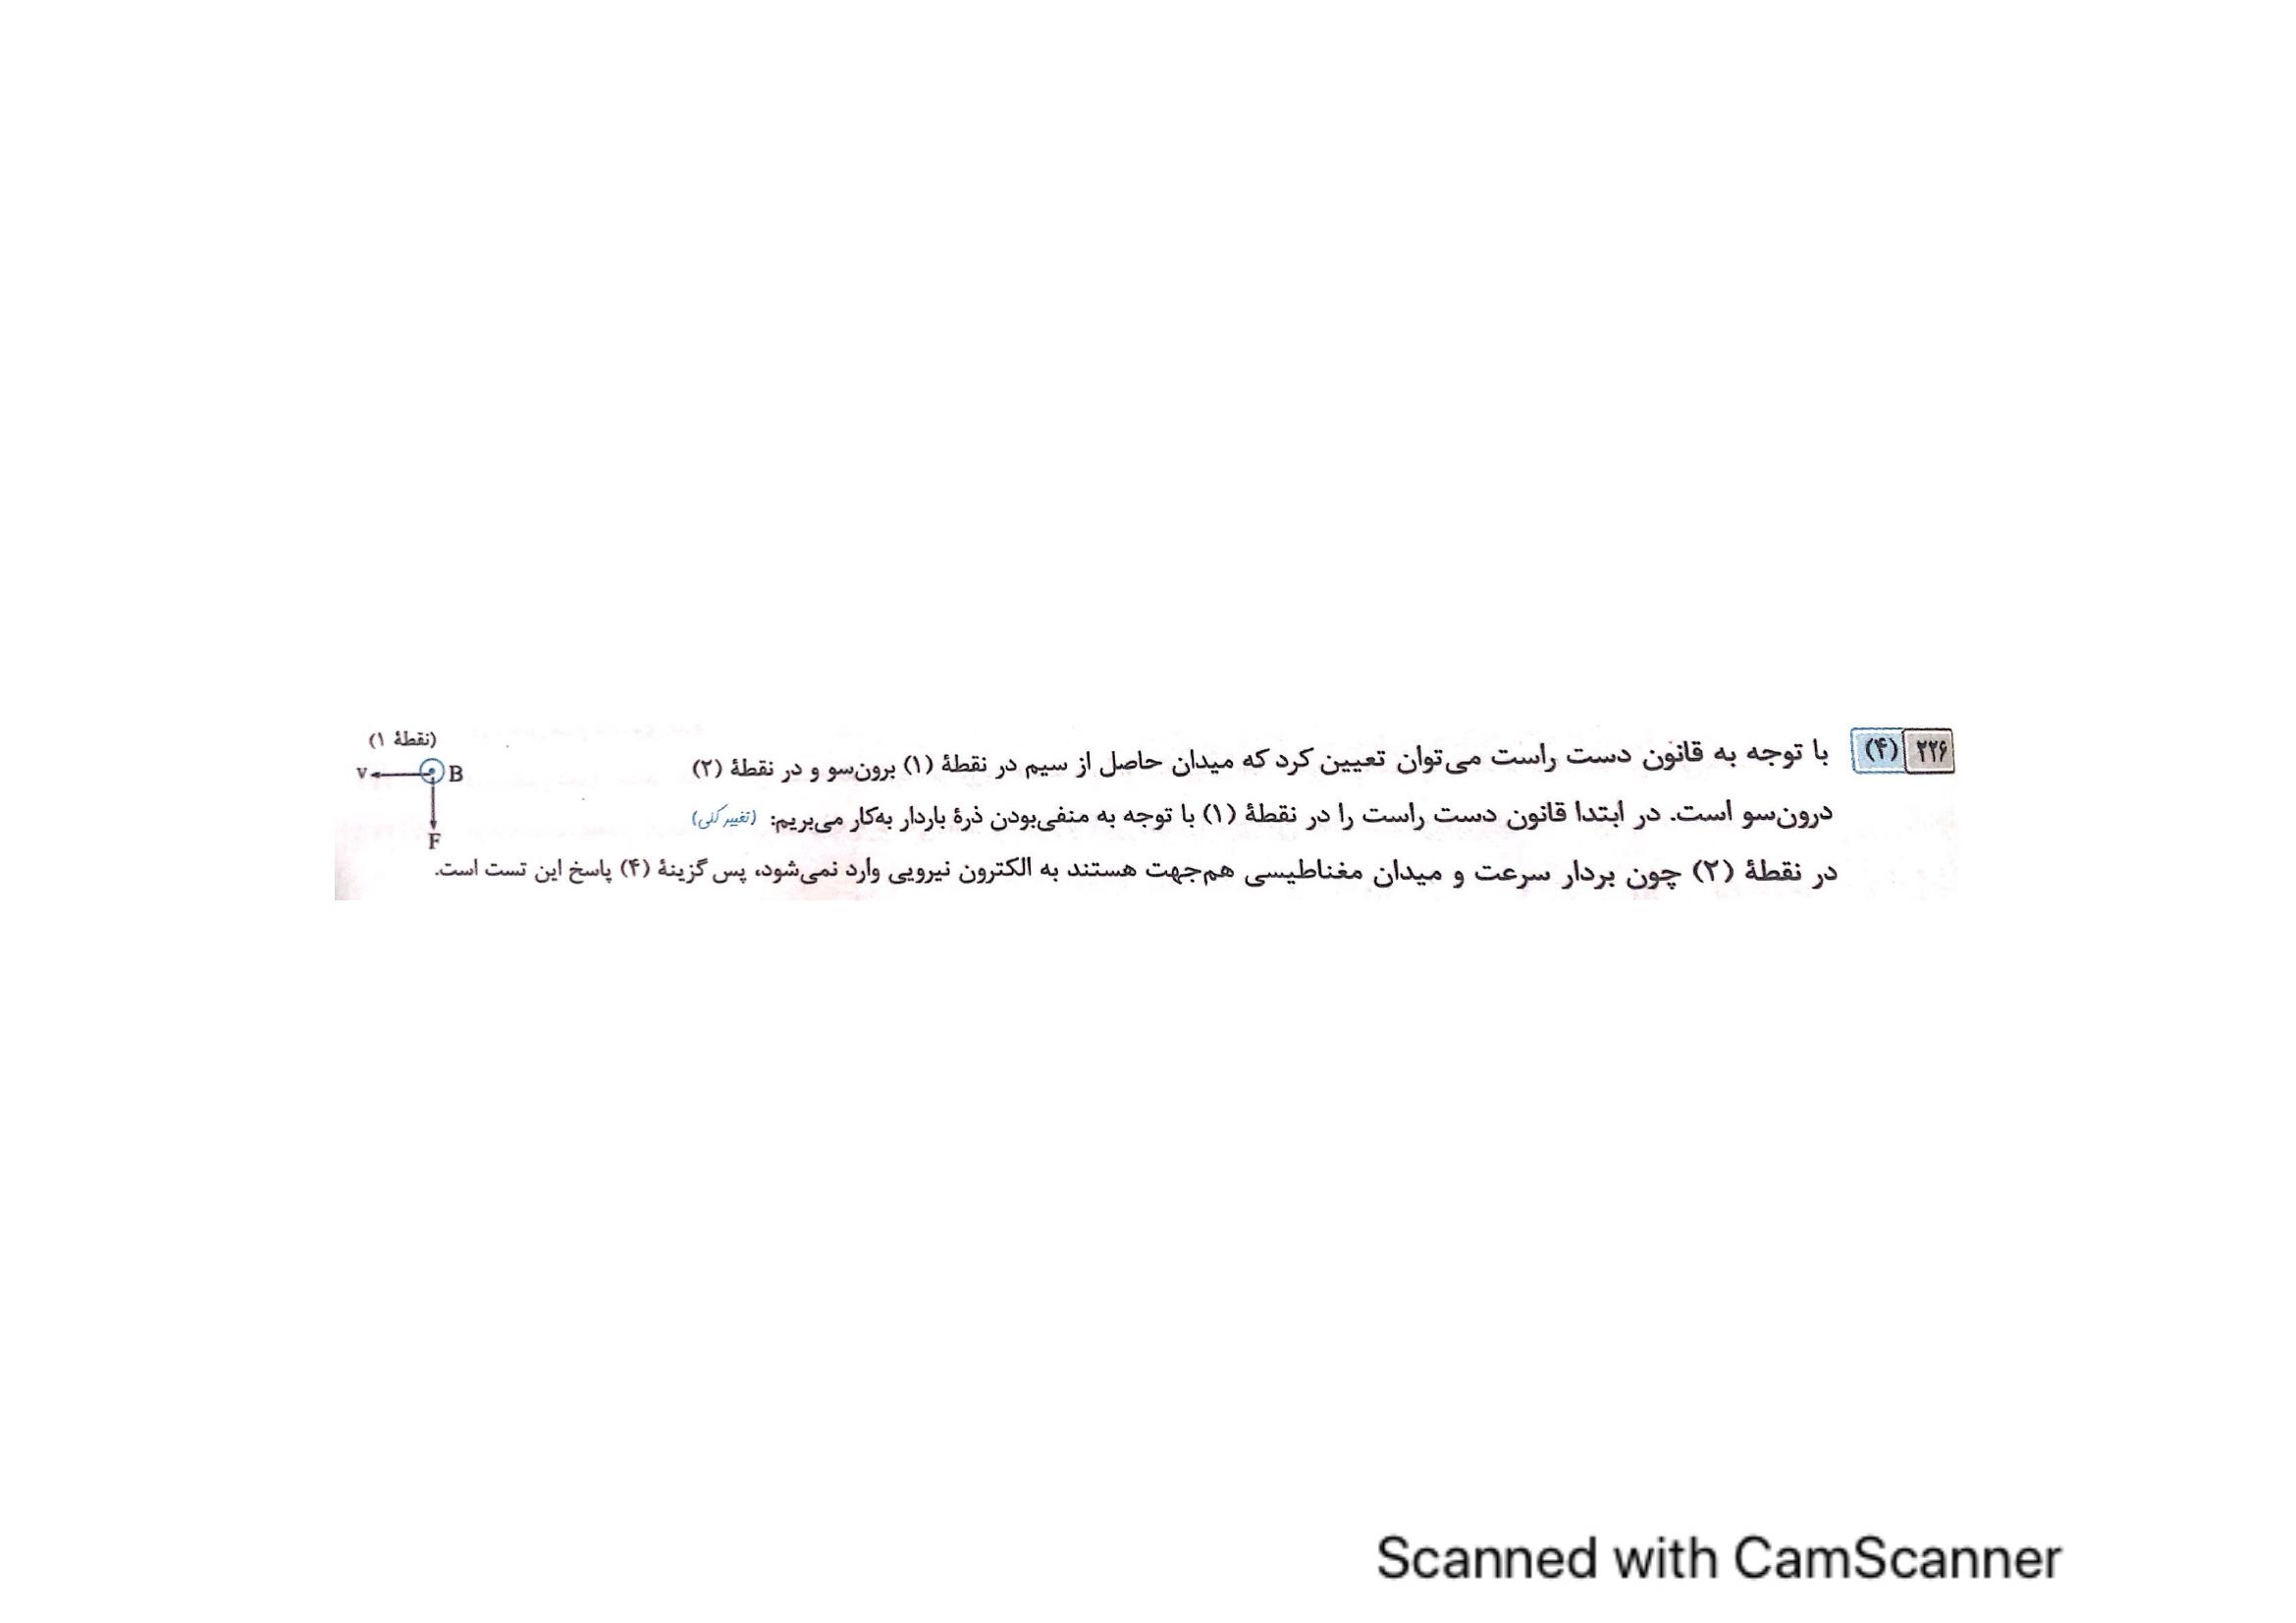 ۲۲۶ (۴) با توجه به قانون دست راست می‌توان تعیین کرد که میدان حاصل از سیم در نقطهٔ (۱) برون‌سو و در نقطهٔ (۲)
درون‌سو است. در ابتدا قانون دست راست را در نقطهٔ (۱) با توجه به منفی‌بودن ذرهٔ باردار به‌کار می‌بریم: (تغییر کلی)
در نقطهٔ (۲) چون بردار سرعت و میدان مغناطیسی هم‌جهت هستند به الکترون نیرویی وارد نمی‌شود، پس گزینهٔ (۴) پاسخ این تست است.
(نقطهٔ ۱)
V B
F
Scanned with CamScanner